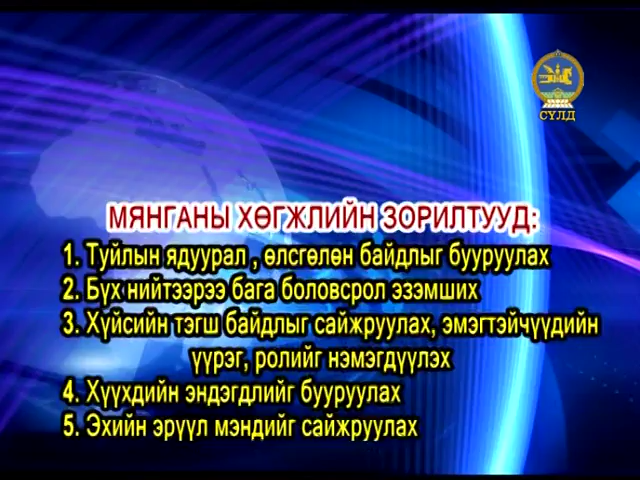 СҮЛД
МЯНГАНЫ ХӨГЖЛИЙН ЗОРИЛТУУД:
1. Туйлын ядуурал , өлсгөлөн байдлыг бууруулах
2. Бүх нийтээрээ бага боловсрол эзэмших
3. Хүйсийн тэгш байдлыг сайжруулах, эмэгтэйчүүдийн
үүрэг, ролийг нэмэгдүүлэх
4. Хүүхдийн эндэгдлийг бууруулах
5. Эхийн эрүүл мэндийг сайжруулах